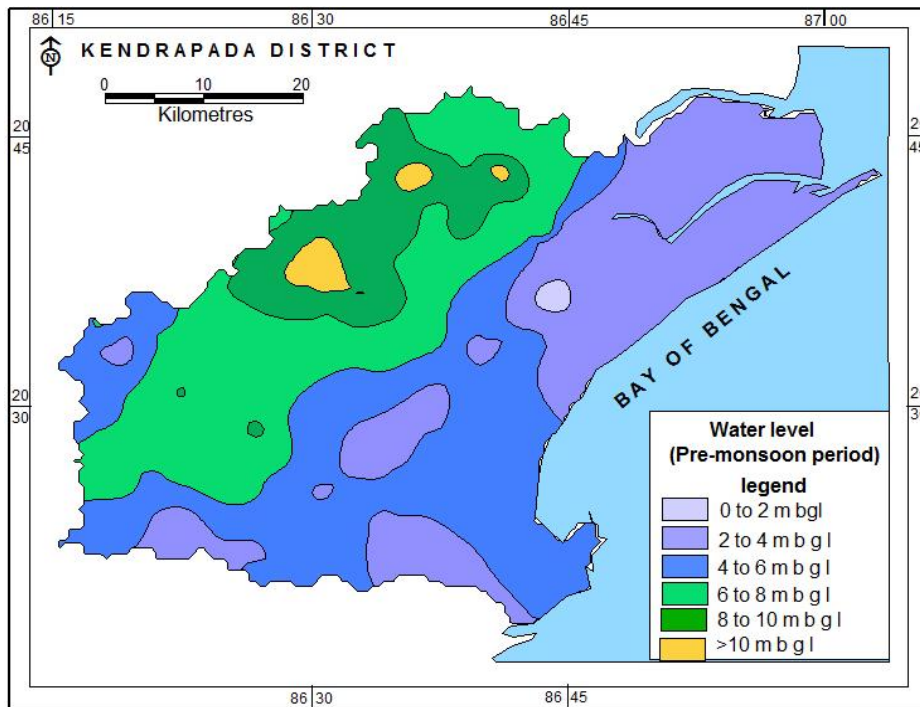 86 15
86 30
86 45
87 00
N
KENDRAPADA DISTRICT
0
10
20
Kilometres
20
45
45
20
30
BAY OF BENGAL
Water level
(Pre-monsoon period)
legend
0 to 2 m bgl
2 to 4 m b g l
4 to 6 m b g l
6 to 8 m b g l
8 to 10 m b g l
>10 m b g l
86 30
86 45